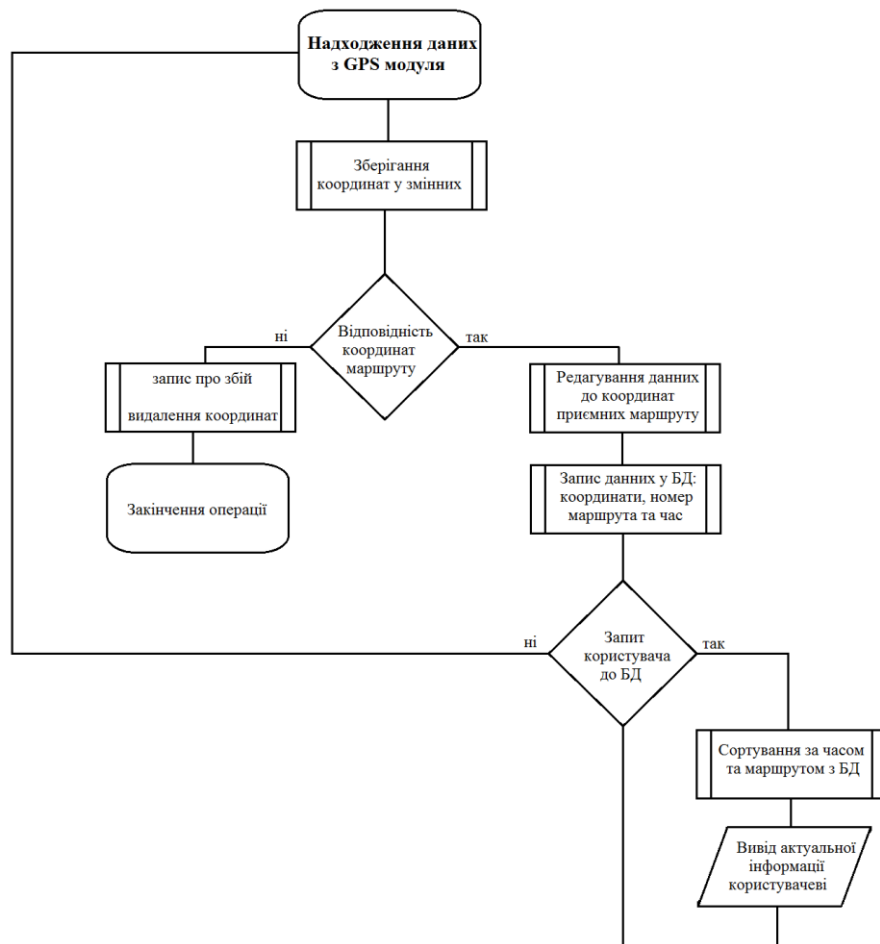 Надходження даних
з GPS модуля
Зберігання
координат у змінних
ні
Відповідність
координат
маршруту
так
запис про збій
видалення координат
Редагування данних
до координат
приємних маршруту
Закінчення операції
Запис данних у БД:
координати, номер
маршрута та час
ні
Запит
користувача
до БД
так
Сортування за часом
та маршрутом з БД
Вивід актуальної
інформації
користувачеві